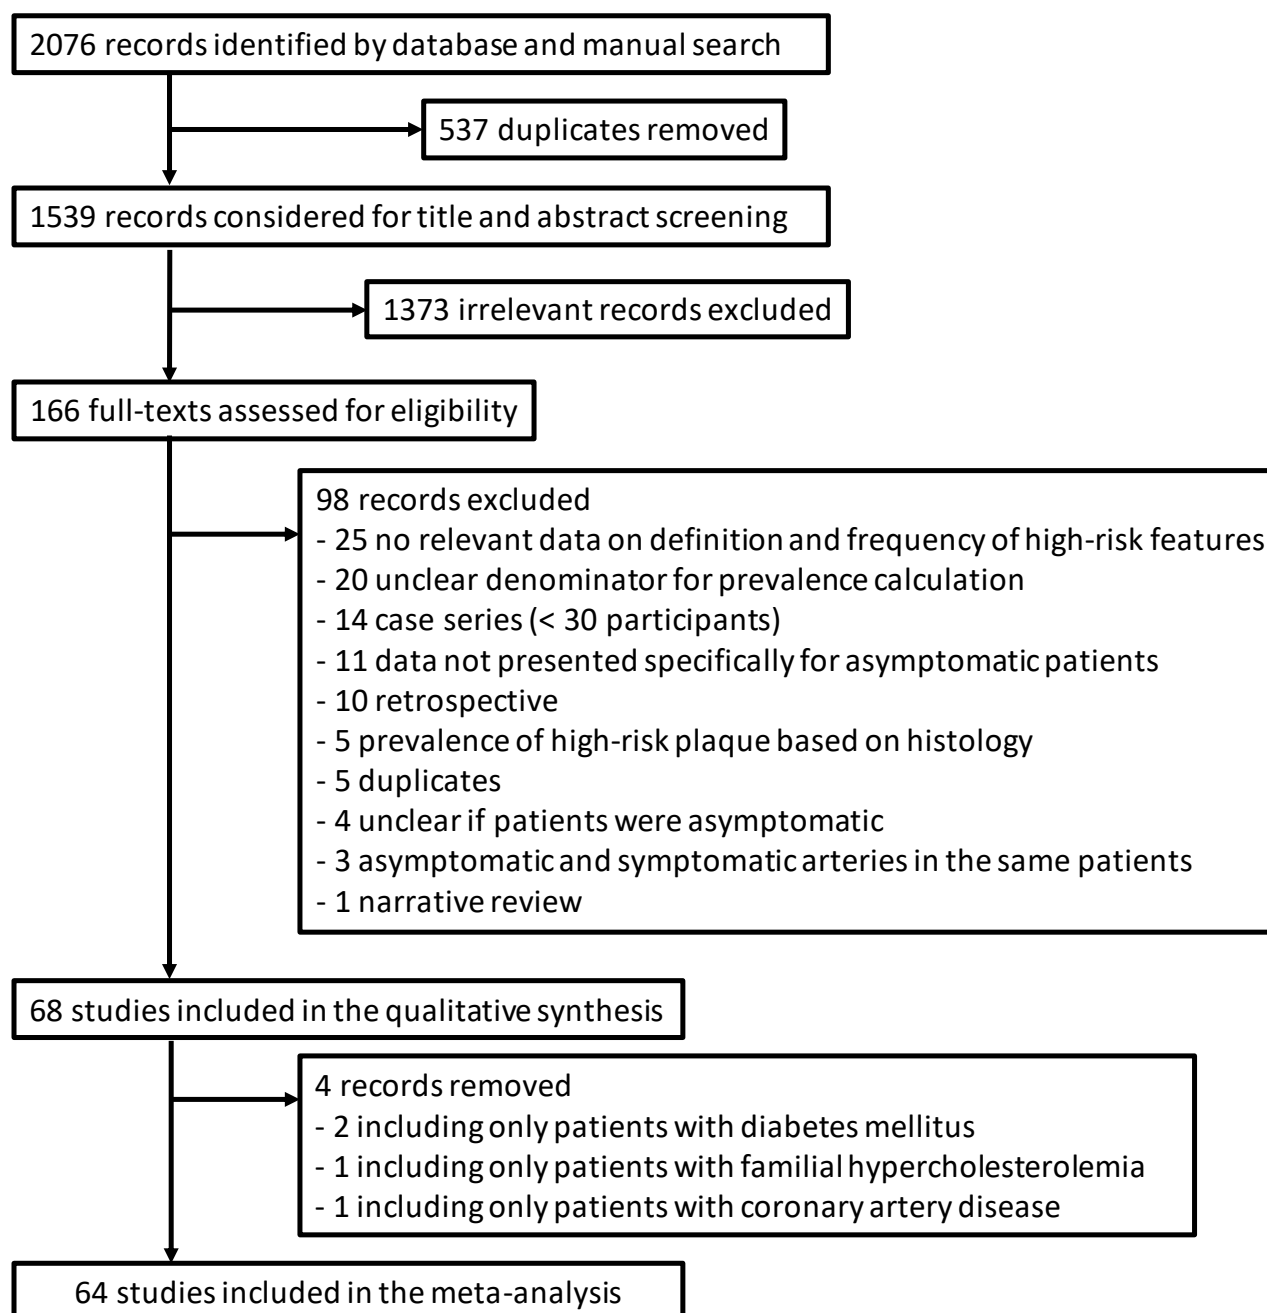 2076 records identified by database and manual search
537 duplicates removed
1539 records considered for title and abstract screening
1373 irrelevant records excluded
166 full-texts assessed for eligibility
98 records excluded
- 25 no relevant data on definition and frequency of high-risk features
- 20 unclear denominator for prevalence calculation
- 14 case series (< 30 participants)
- 11 data not presented specifically for asymptomatic patients
- 10 retrospective
- 5 prevalence of high-risk plaque based on histology
- 5 duplicates
- 4 unclear if patients were asymptomatic
- 3 asymptomatic and symptomatic arteries in the same patients
- 1 narrative review
68 studies included in the qualitative synthesis
4 records removed
- 2 including only patients with diabetes mellitus
- 1 including only patients with familial hypercholesterolemia
- 1 including only patients with coronary artery disease
64 studies included in the meta-analysis